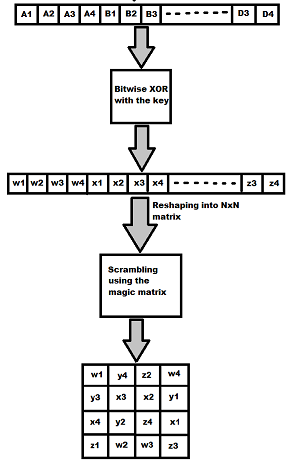 A1 A2 A3 A4 B1 B2 B3 D3 D4
Bitwise XOR
with the key
w1 w2 w3 w4 x1 x2 x3 x4 z3 z4
Reshaping into NxN
matrix
Scrambling
using the
magic matrix
w1 y4 z2 w4
y3 x3 x2 y1
x4 y2 z4 x1
z1 w2 w3 z3